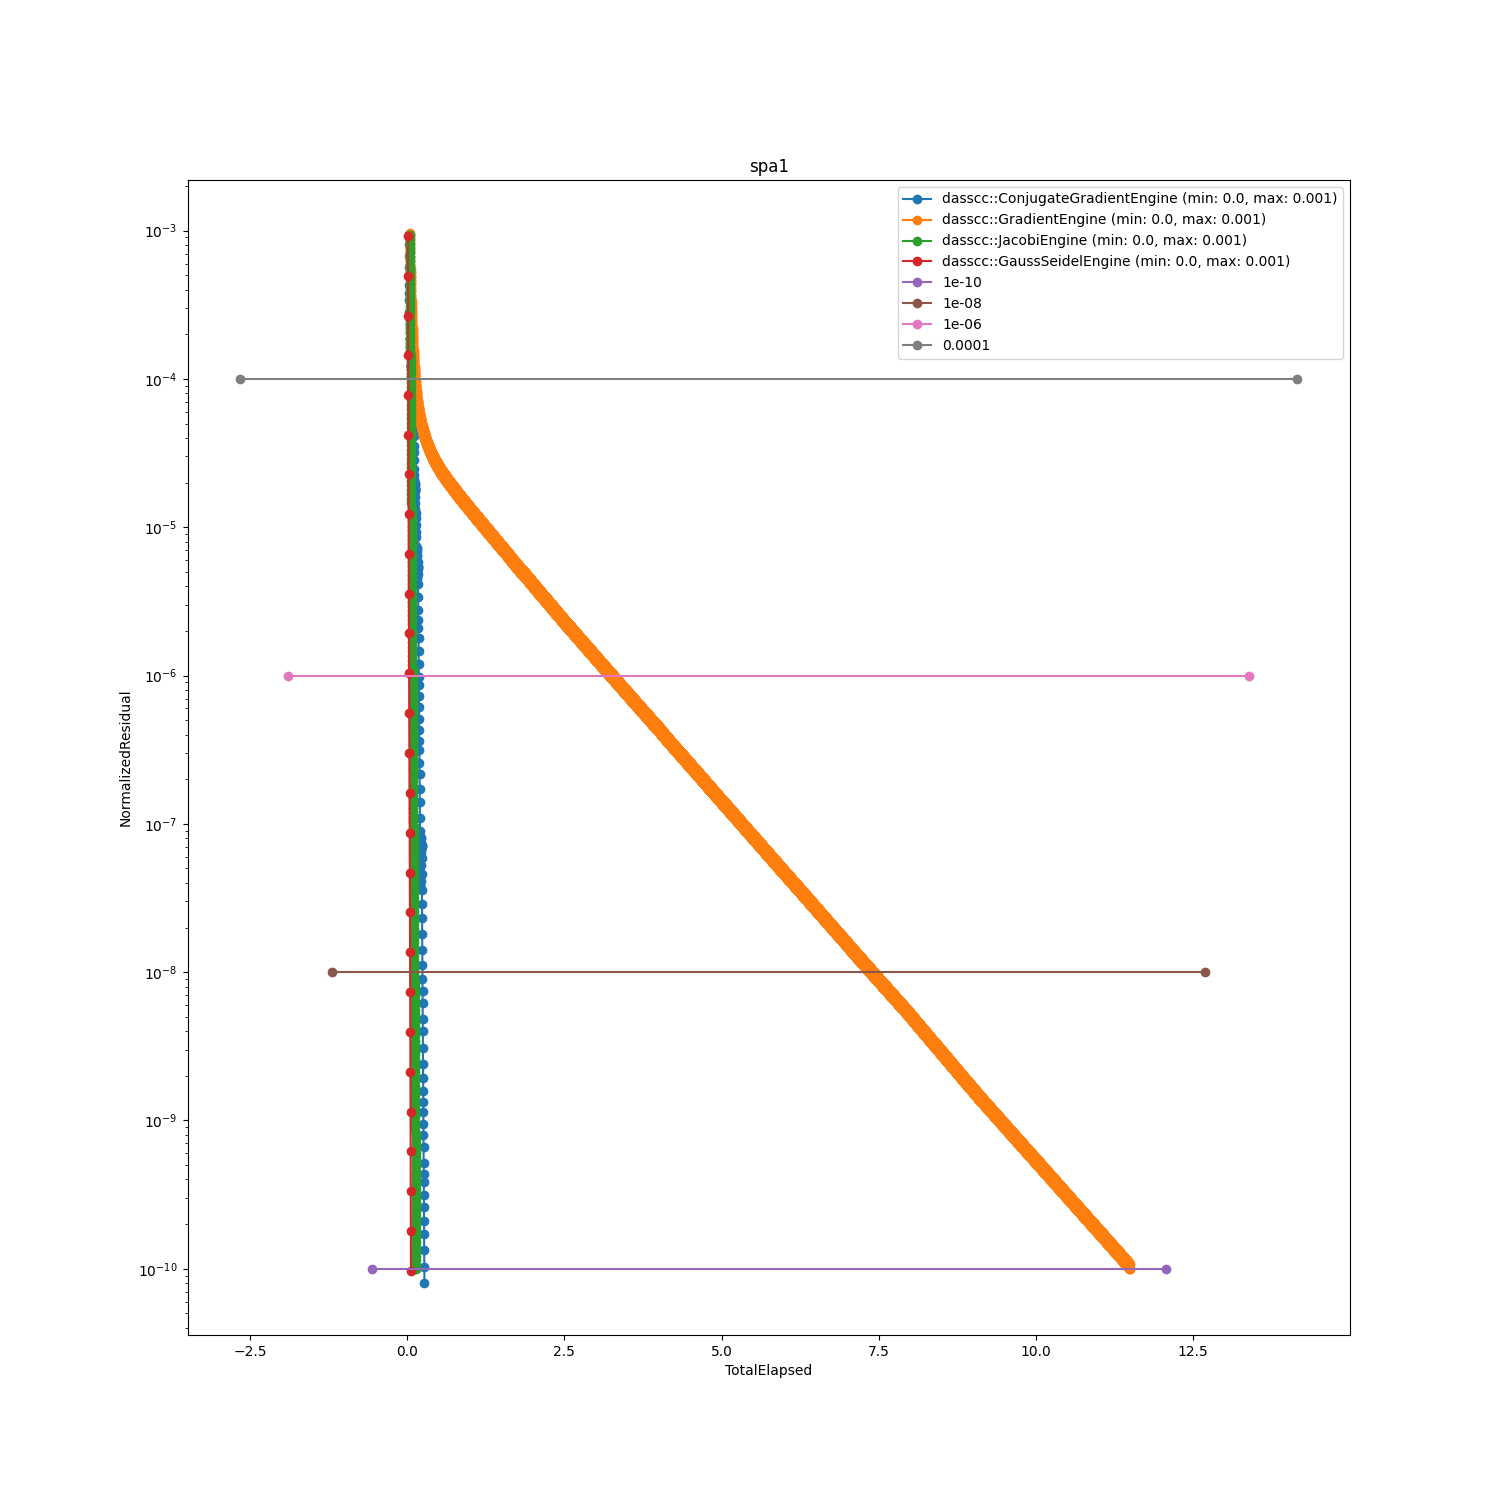 spa1
dasscc::ConjugateGradientEngine (min: 0.0, max: 0.001)
dasscc::GradientEngine (min: 0.0, max: 0.001)
dasscc::JacobiEngine (min: 0.0, max: 0.001)
dasscc::GaussSeidelEngine (min: 0.0, max: 0.001)
1e-10
1e-08
1e-06
0.0001
NormalizedResidual
10⁻³
10⁻⁴
10⁻⁵
10⁻⁶
10⁻⁷
10⁻⁸
10⁻⁹
10⁻¹⁰
−2.5 0.0 2.5 5.0 7.5 10.0 12.5
TotalElapsed